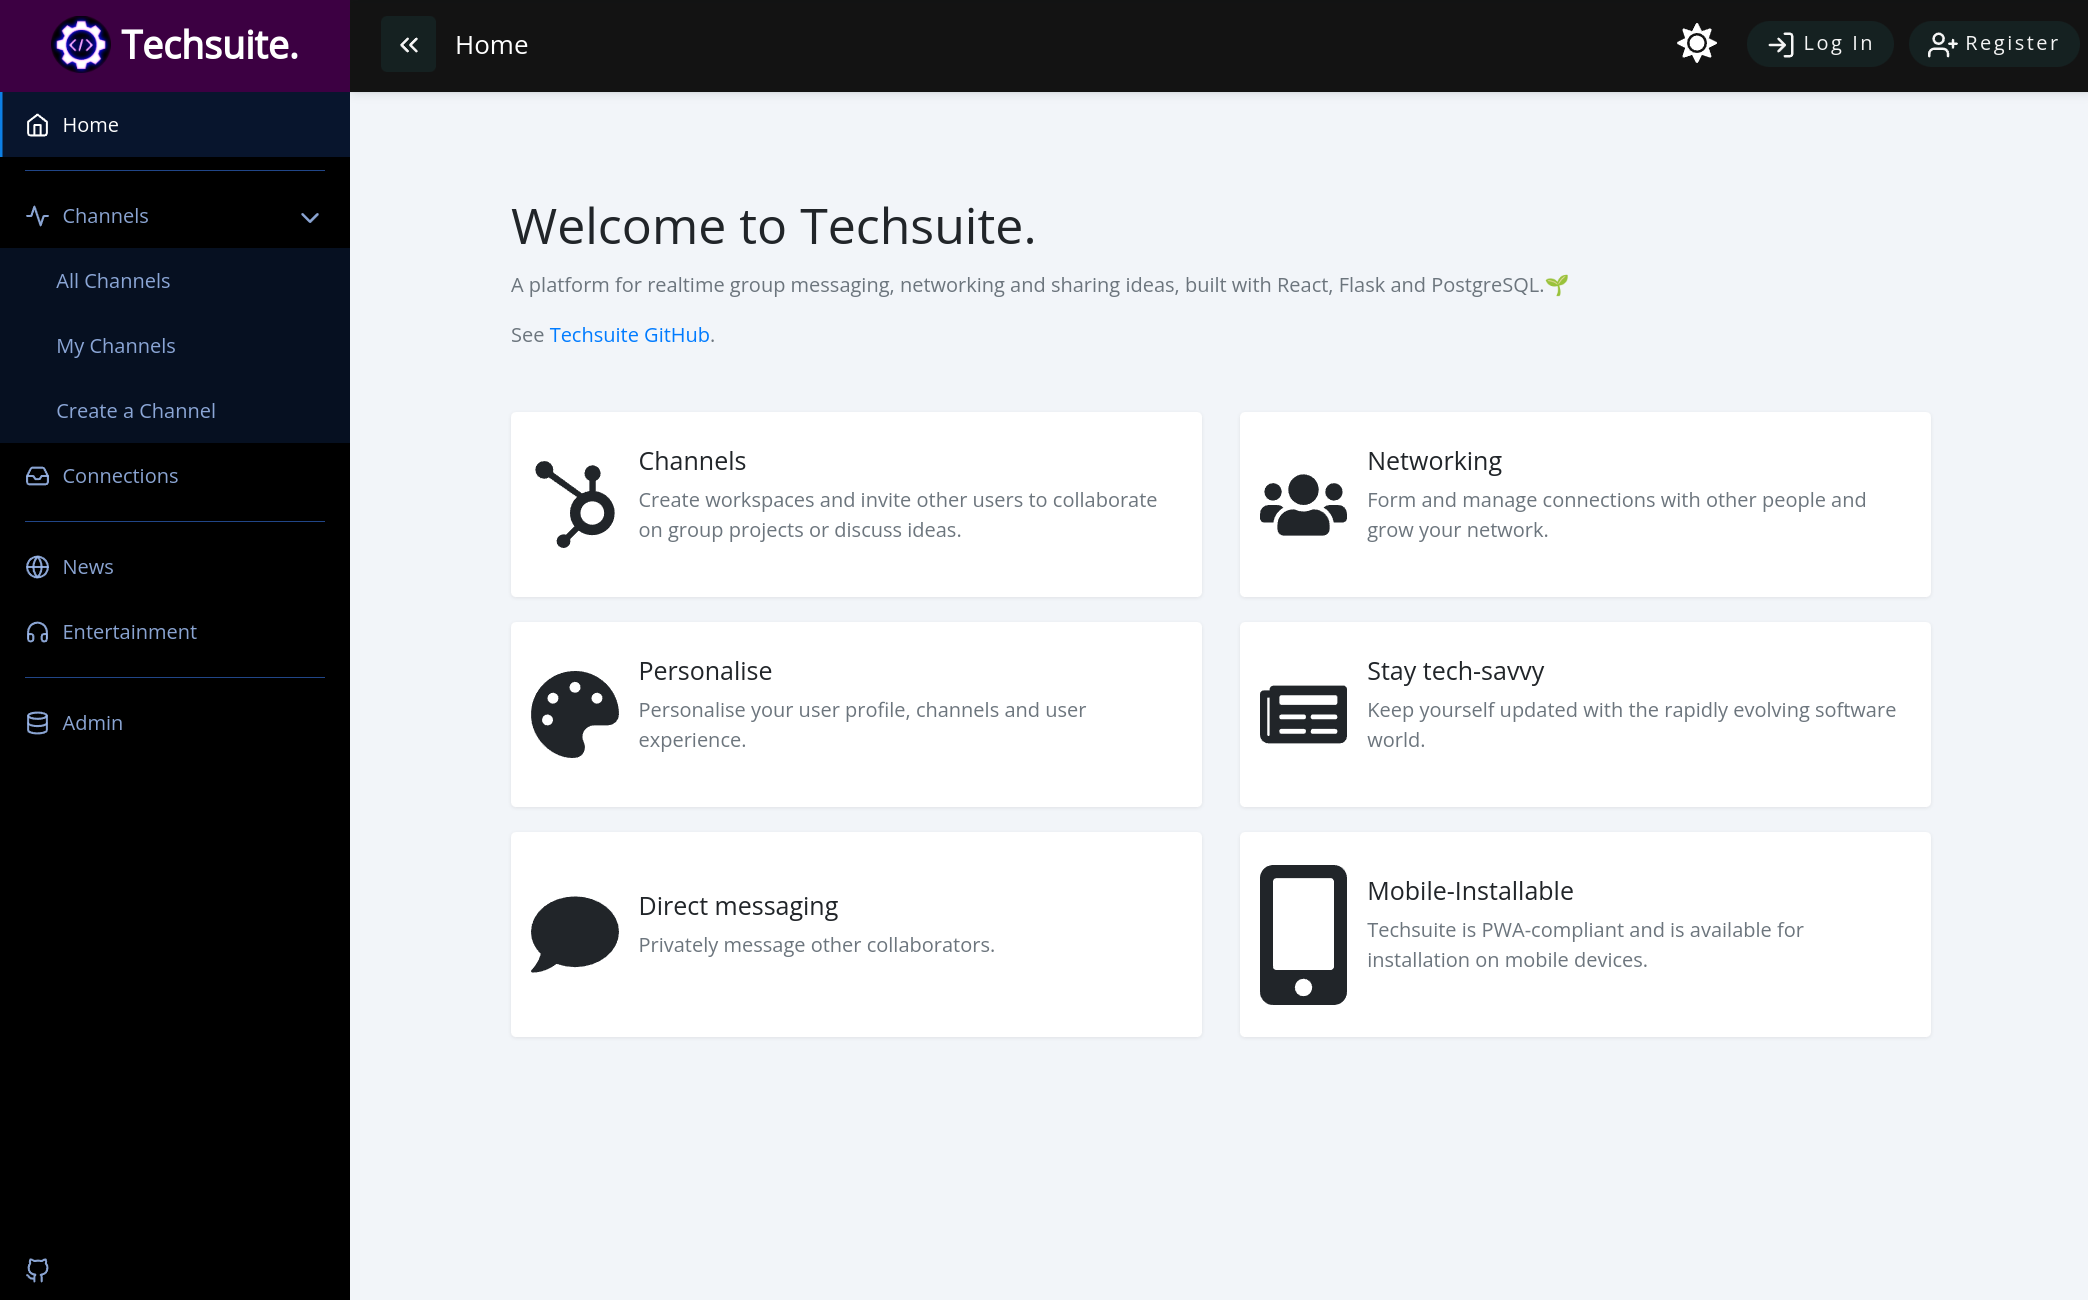 Techsuite.
Home
Log In
Register
Home
Channels
All Channels
My Channels
Create a Channel
Connections
News
Entertainment
Admin
Welcome to Techsuite.
A platform for realtime group messaging, networking and sharing ideas, built with React, Flask and PostgreSQL.🌱
See Techsuite GitHub.
Channels
Create workspaces and invite other users to collaborate
on group projects or discuss ideas.
Networking
Form and manage connections with other people and
grow your network.
Personalise
Personalise your user profile, channels and user
experience.
Stay tech-savvy
Keep yourself updated with the rapidly evolving software
world.
Direct messaging
Privately message other collaborators.
Mobile-Installable
Techsuite is PWA-compliant and is available for
installation on mobile devices.